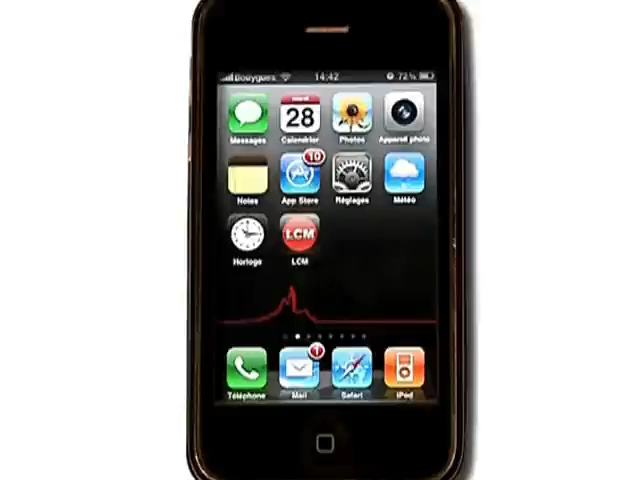 Bouygues 14:42 72%
28
Messages Calendrier Photos Appareil photo
10
Notes App Store Réglages Météo
LCM
Horloge LCM
1
Téléphone Mail Safari iPod